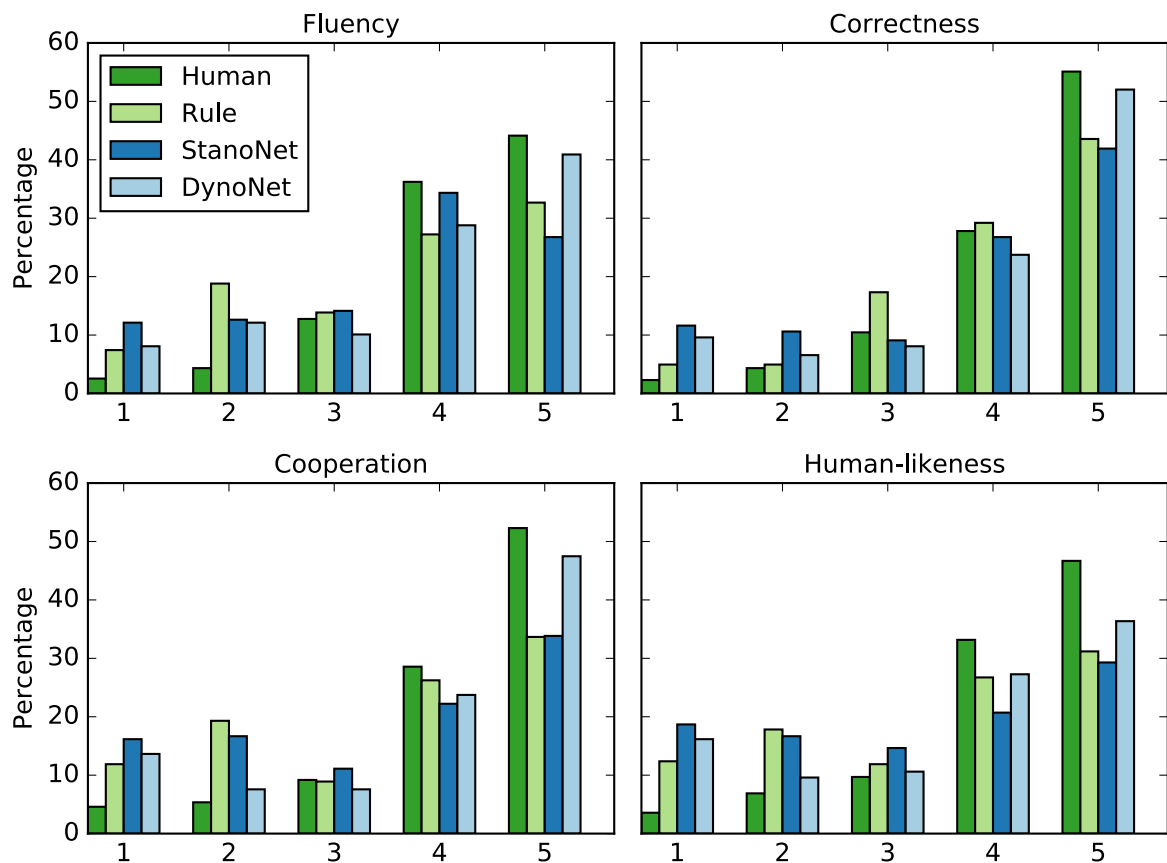 Fluency
Correctness
60
50
40
30
20
10
0
Percentage
Human
Rule
StanoNet
DynoNet
1 2 3 4 5
1 2 3 4 5
Cooperation
Human-likeness
60
50
40
30
20
10
0
Percentage
1 2 3 4 5
1 2 3 4 5